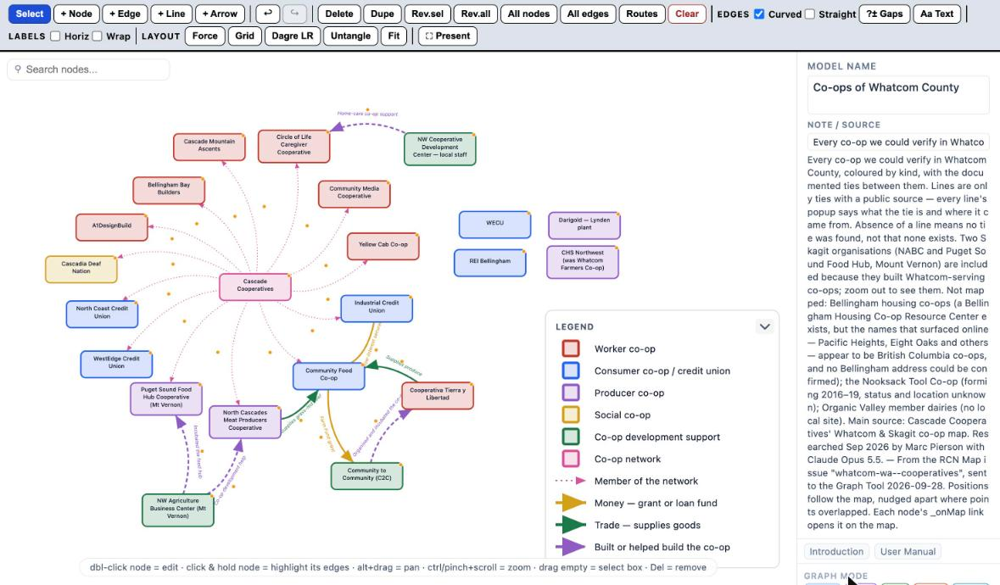 Select
+ Node
+ Edge
+ Line
+ Arrow
Delete
Dupe
Rev.sel
Rev.all
All nodes
All edges
Routes
Clear
EDGES
Curved
Straight
?± Gaps
Aa Text
LABELS
Horiz
Wrap
LAYOUT
Force
Grid
Dagre LR
Untangle
Fit
Present
Search nodes...
Home-care co-op support
Cascade Mountain
Ascents
Circle of Life
Caregiver
Cooperative
NW Cooperative
Development
Center — local staff
Bellingham Bay
Builders
Community Media
Cooperative
A1DesignBuild
WECU
Darigold — Lynden
plant
Yellow Cab Co-op
Cascadia Deaf
Nation
REI Bellingham
CHS Northwest
(was Whatcom
Farmers Co-op)
Cascade
Cooperatives
North Coast Credit
Union
Industrial Credit
Union
WestEdge Credit
Union
Community Food
Co-op
Supplies produce
Puget Sound Food
Hub Cooperative
(Mt Vernon)
Cooperativa Tierra y
Libertad
North Cascades
Meat Producers
Cooperative
Farm Fund grant
Incubated the food hub
Co-op development help
Community to
Community (C2C)
NW Agriculture
Business Center (Mt
Vernon)
LEGEND
Worker co-op
Consumer co-op / credit union
Producer co-op
Social co-op
Co-op development support
Co-op network
Member of the network
Money — grant or loan fund
Trade — supplies goods
Built or helped build the co-op
dbl-click node = edit · click & hold node = highlight its edges · alt+drag = pan · ctrl/pinch+scroll = zoom · drag empty = select box · Del = remove
MODEL NAME
Co-ops of Whatcom County
NOTE / SOURCE
Every co-op we could verify in Whatco
Every co-op we could verify in Whatcom
County, coloured by kind, with the docu
mented ties between them. Lines are onl
y ties with a public source — every line's
popup says what the tie is and where it c
ame from. Absence of a line means no ti
e was found, not that none exists. Two S
kagit organisations (NABC and Puget So
und Food Hub, Mount Vernon) are includ
ed because they built Whatcom-serving
co-ops; zoom out to see them. Not map
ped: Bellingham housing co-ops (a Bellin
gham Housing Co-op Resource Center e
xists, but the names that surfaced online
— Pacific Heights, Eight Oaks and others
— appear to be British Columbia co-ops,
and no Bellingham address could be con
firmed); the Nooksack Tool Co-op (formi
ng 2016–19, status and location unknow
n); Organic Valley member dairies (no lo
cal site). Main source: Cascade Coopera
tives' Whatcom & Skagit co-op map. Res
earched Sep 2026 by Marc Pierson with
Claude Opus 5.5. — From the RCN Map i
ssue "whatcom-wa--cooperatives", sent
to the Graph Tool 2026-09-28. Positions
follow the map, nudged apart where poin
ts overlapped. Each node's _onMap link
opens it on the map.
Introduction
User Manual
GRAPH MODE